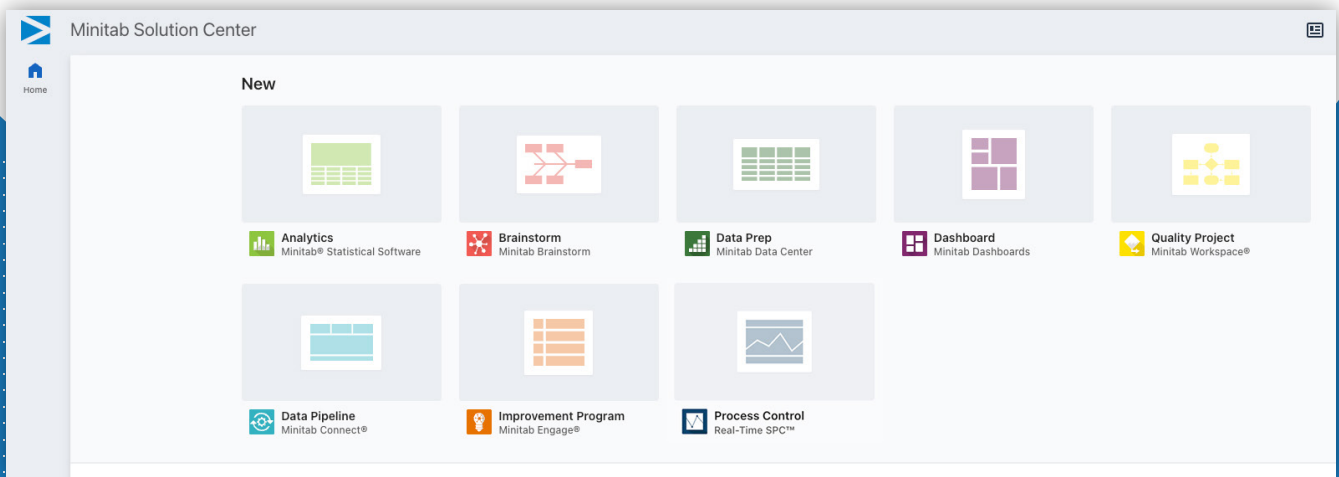 Minitab Solution Center
Home
New
Analytics
Minitab® Statistical Software
Brainstorm
Minitab Brainstorm
Data Prep
Minitab Data Center
Dashboard
Minitab Dashboards
Quality Project
Minitab Workspace®
Data Pipeline
Minitab Connect®
Improvement Program
Minitab Engage®
Process Control
Real-Time SPC™